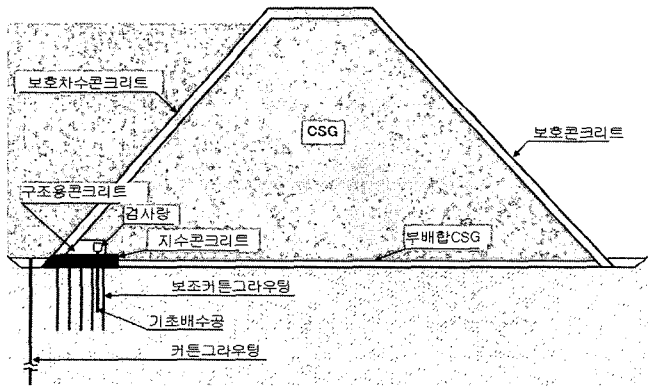 보호차수콘크리트
CSG
보호콘크리트
구조용콘크리트
검사랑
지수콘크리트
부배합CSG
보조커튼그라우팅
기초배수공
커튼그라우팅